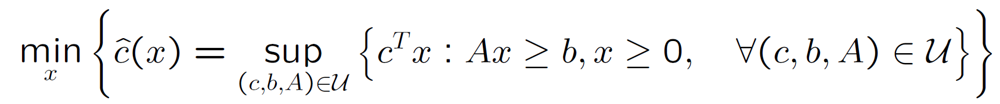 min_x { ĉ(x) = sup_{(c,b,A)∈𝒰} { c^T x : Ax ≥ b, x ≥ 0, ∀(c, b, A) ∈ 𝒰 } }